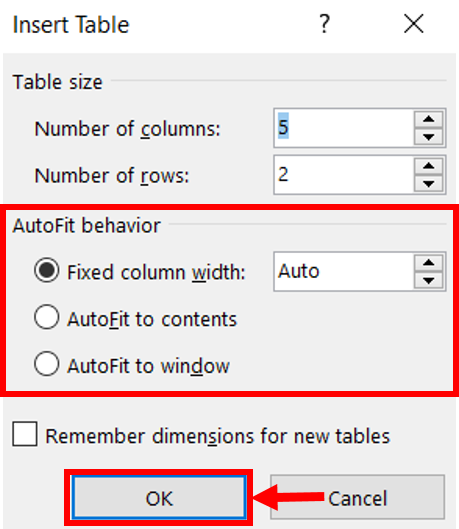 Insert Table ? ×
Table size
Number of columns: 5
Number of rows: 2
AutoFit behavior
Fixed column width: Auto
AutoFit to contents
AutoFit to window
Remember dimensions for new tables
OK Cancel